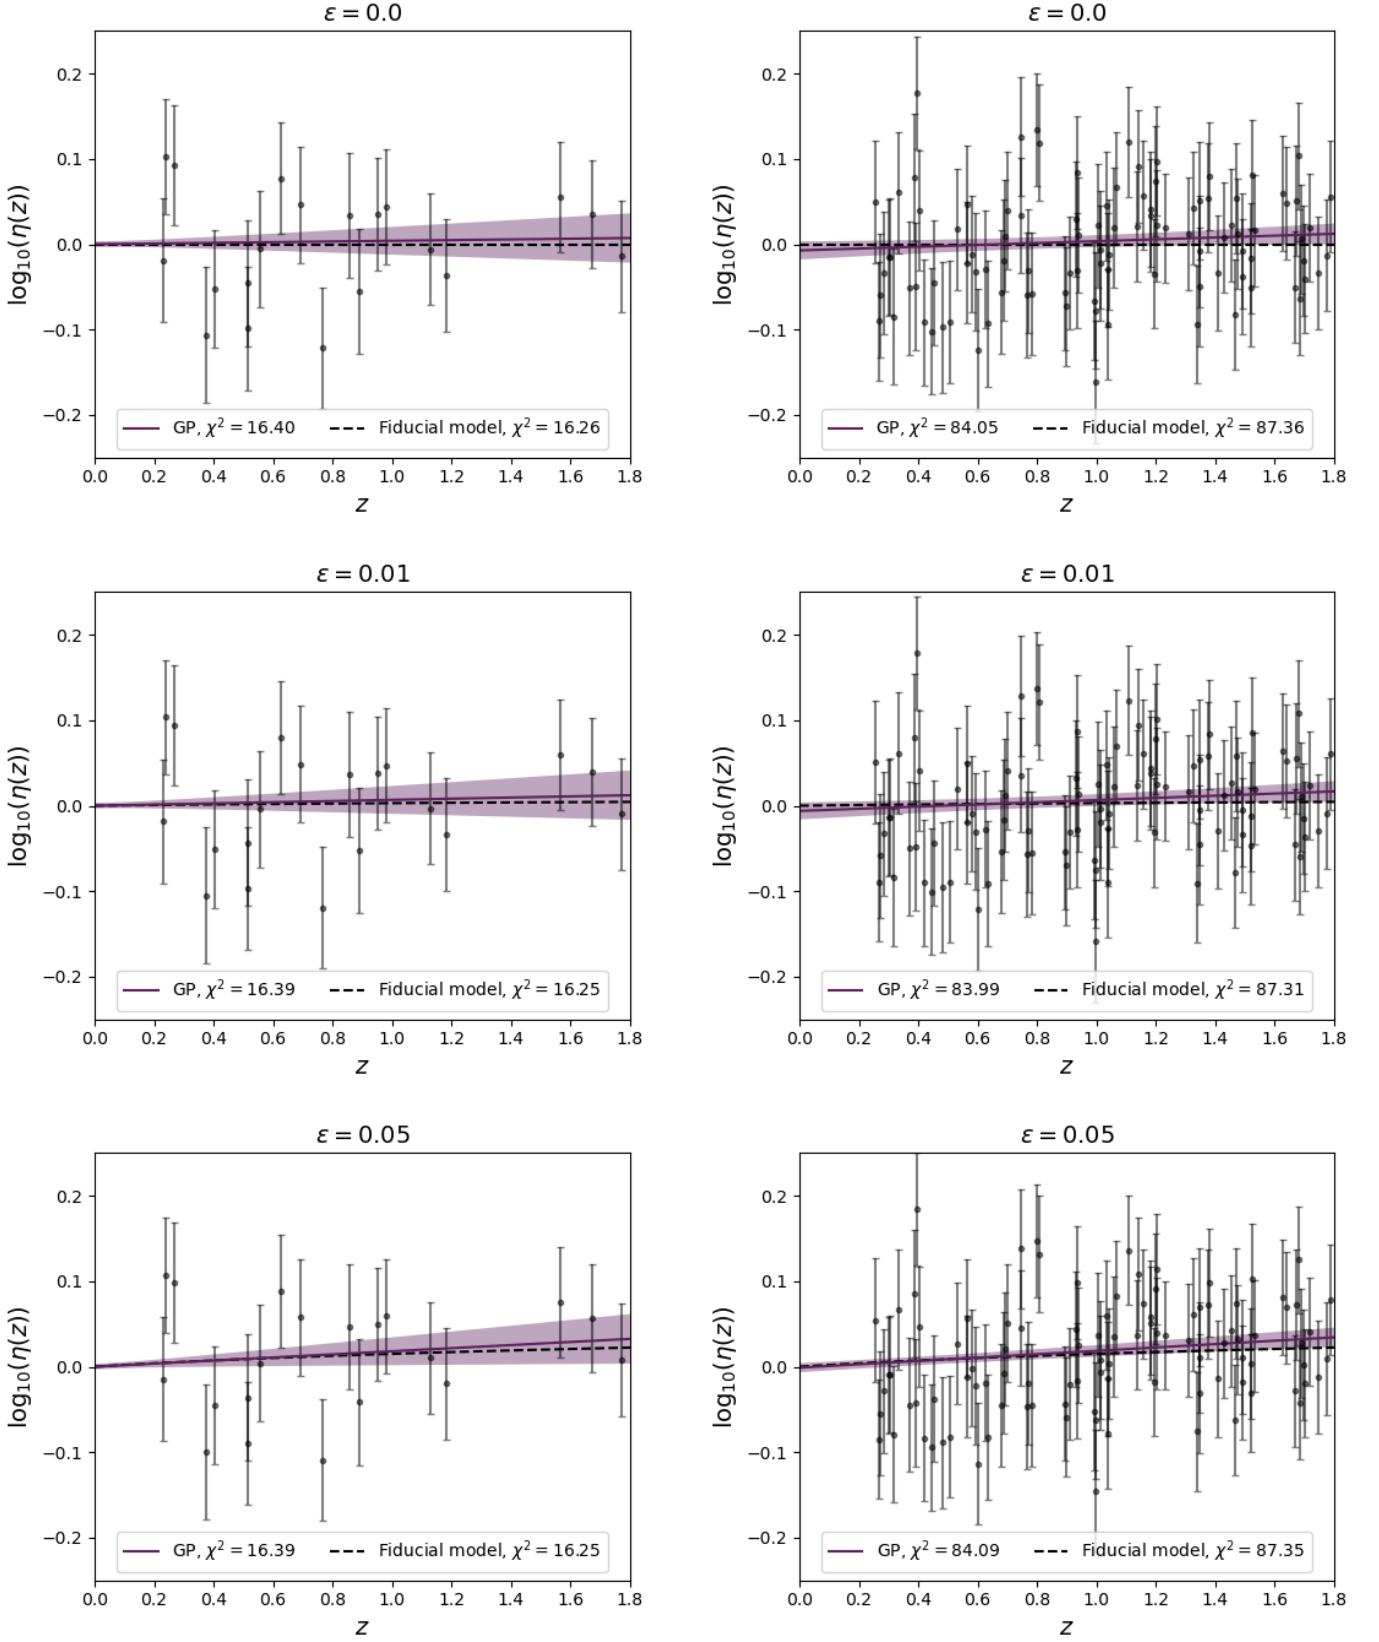 ε = 0.0
0.2
0.1
0.0
−0.1
−0.2
log₁₀(η(z))
GP, χ² = 16.40 Fiducial model, χ² = 16.26
0.0 0.2 0.4 0.6 0.8 1.0 1.2 1.4 1.6 1.8
z
ε = 0.0
0.2
0.1
0.0
−0.1
−0.2
log₁₀(η(z))
GP, χ² = 84.05 Fiducial model, χ² = 87.36
0.0 0.2 0.4 0.6 0.8 1.0 1.2 1.4 1.6 1.8
z
ε = 0.01
0.2
0.1
0.0
−0.1
−0.2
log₁₀(η(z))
GP, χ² = 16.39 Fiducial model, χ² = 16.25
0.0 0.2 0.4 0.6 0.8 1.0 1.2 1.4 1.6 1.8
z
ε = 0.01
0.2
0.1
0.0
−0.1
−0.2
log₁₀(η(z))
GP, χ² = 83.99 Fiducial model, χ² = 87.31
0.0 0.2 0.4 0.6 0.8 1.0 1.2 1.4 1.6 1.8
z
ε = 0.05
0.2
0.1
0.0
−0.1
−0.2
log₁₀(η(z))
GP, χ² = 16.39 Fiducial model, χ² = 16.25
0.0 0.2 0.4 0.6 0.8 1.0 1.2 1.4 1.6 1.8
z
ε = 0.05
0.2
0.1
0.0
−0.1
−0.2
log₁₀(η(z))
GP, χ² = 84.09 Fiducial model, χ² = 87.35
0.0 0.2 0.4 0.6 0.8 1.0 1.2 1.4 1.6 1.8
z